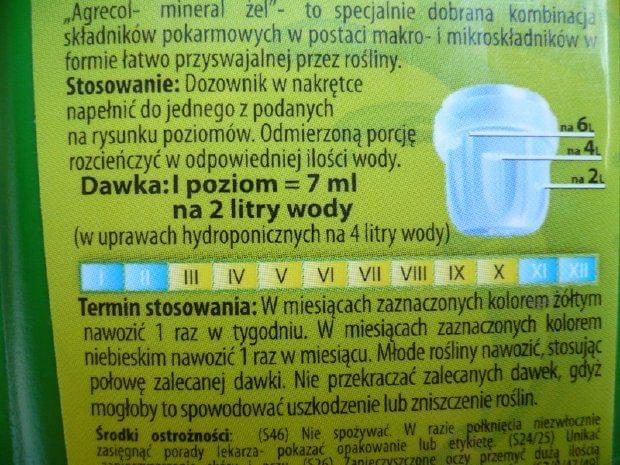 „Agrecol- mineral żel”- to specjalnie dobrana kombinacja
składników pokarmowych w postaci makro- i mikroskładników w
formie łatwo przyswajalnej przez rośliny.
Stosowanie: Dozownik w nakrętce
napełnić do jednego z podanych
na rysunku poziomów. Odmierzoną porcję
rozcieńczyć w odpowiedniej ilości wody.
na 6L
na 4L
na 2L
Dawka: I poziom = 7 ml
na 2 litry wody
(w uprawach hydroponicznych na 4 litry wody)
I II III IV V VI VII VIII IX X XI XII
Termin stosowania: W miesiącach zaznaczonych kolorem żółtym
nawozić 1 raz w tygodniu. W miesiącach zaznaczonych kolorem
niebieskim nawozić 1 raz w miesiącu. Młode rośliny nawozić, stosując
połowę zalecanej dawki. Nie przekraczać zalecanych dawek, gdyż
mogłoby to spowodować uszkodzenie lub zniszczenie roślin.
Środki ostrożności: (S46) Nie spożywać. W razie połknięcia niezwłocznie
zasięgnąć porady lekarza- pokazać opakowanie lub etykietę. (S24/25) Unikać
(S26) Zanieczyszczone oczy przemyć dużą ilością